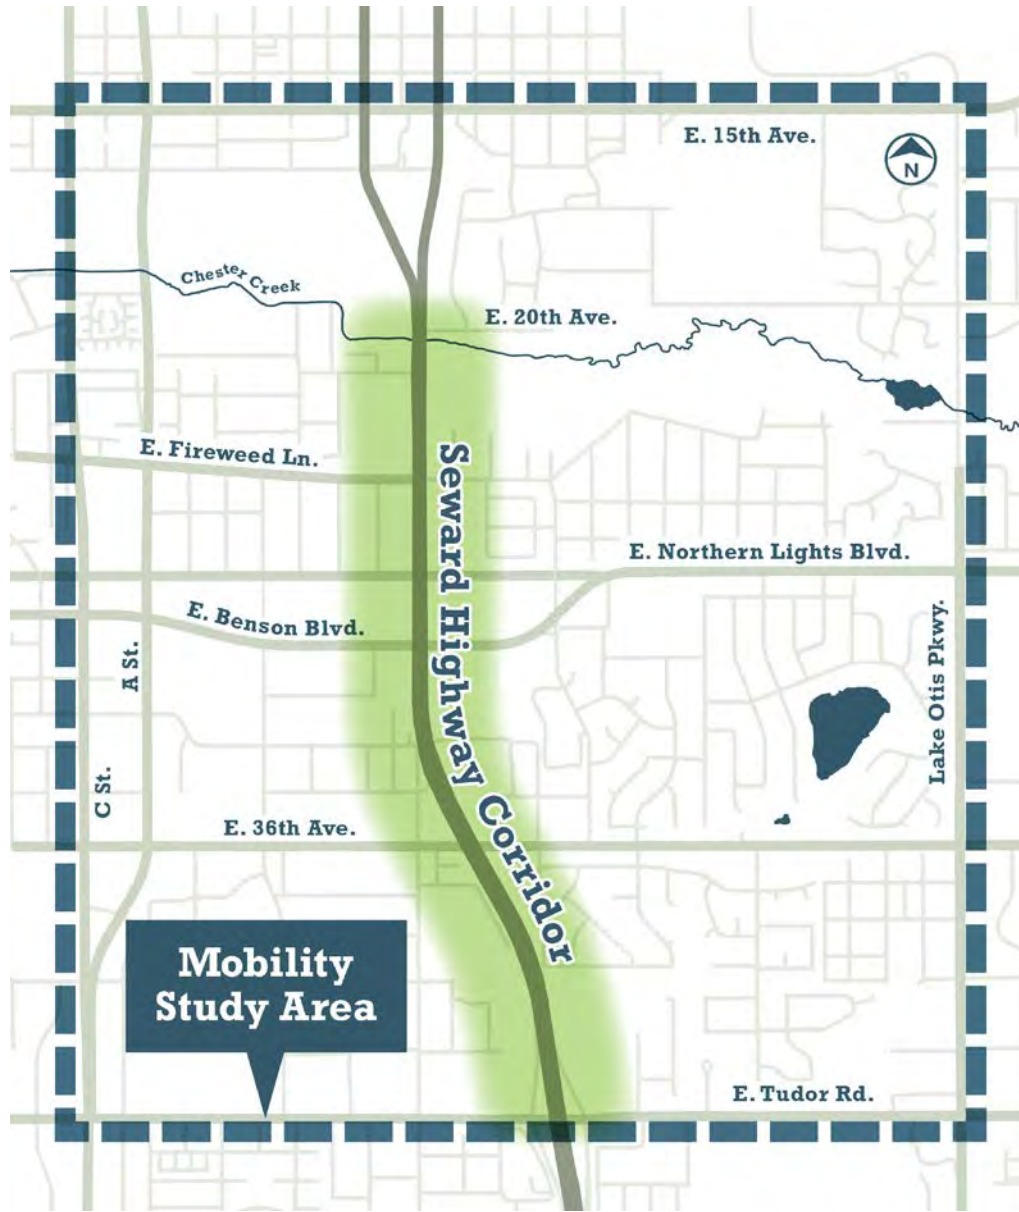 E. 15th Ave.
N
Chester Creek
E. 20th Ave.
E. Fireweed Ln.
Seward Highway Corridor
E. Northern Lights Blvd.
E. Benson Blvd.
A St.
Lake Otis Pkwy.
C St.
E. 36th Ave.
Mobility
Study Area
E. Tudor Rd.